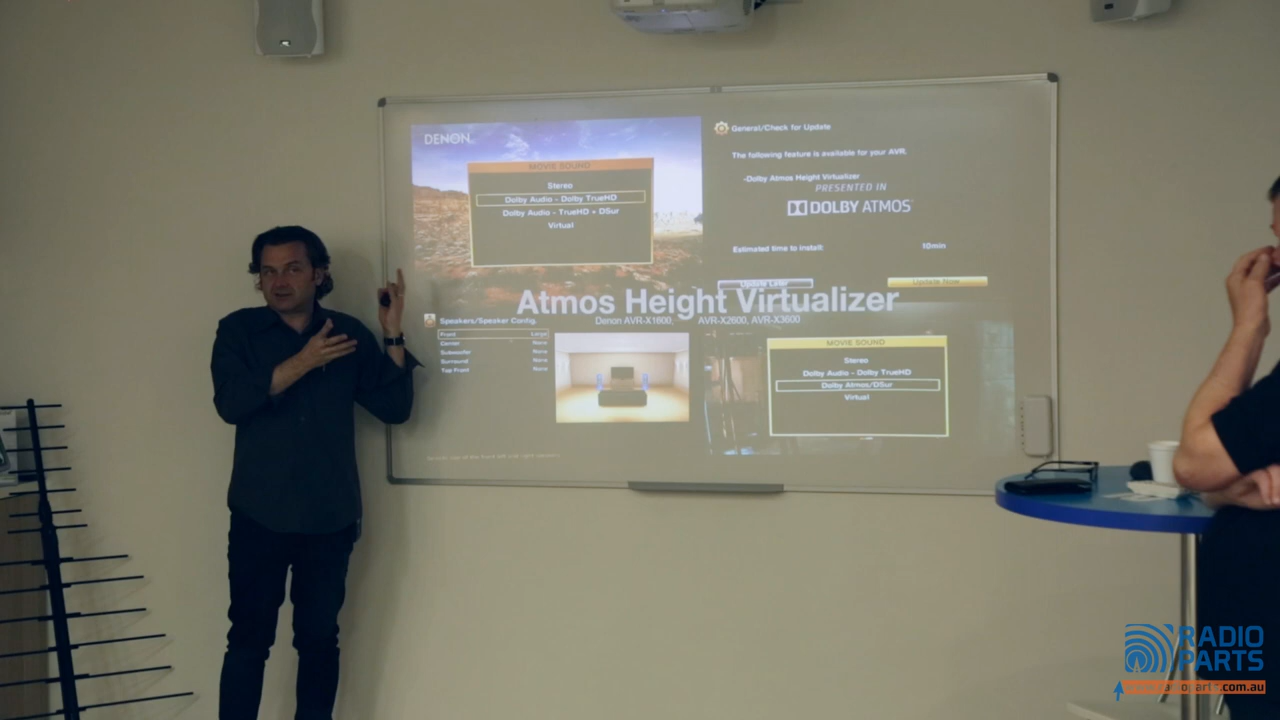 DENON
MOVIE SOUND
Stereo
Dolby Audio - Dolby TrueHD
Dolby Audio - TrueHD + DSur
Virtual
General/Check for Update
The following feature is available for your AVR.
-Dolby Atmos Height Virtualizer
PRESENTED IN
DOLBY ATMOS
Estimated time to install: 10min
Update Later Update Now
Atmos Height Virtualizer
Denon AVR-X1600, AVR-X2600, AVR-X3600
Speakers/Speaker Config.
Front Large
Center None
Subwoofer None
Surround None
Top Front None
MOVIE SOUND
Stereo
Dolby Audio - Dolby TrueHD
Dolby Atmos/DSur
Virtual
RADIO
PARTS
www.radioparts.com.au